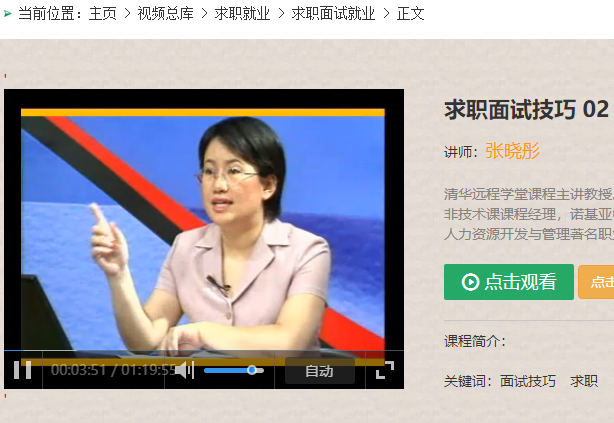 当前位置：主页 > 视频总库 > 求职就业 > 求职面试就业 > 正文
求职面试技巧 02
讲师：张晓彤
清华远程学堂课程主讲教授
非技术课课程经理，诺基亚
人力资源开发与管理著名职
点击观看
点击
课程简介：
关键词：面试技巧 求职
00:03:51 / 01:19:55
自动